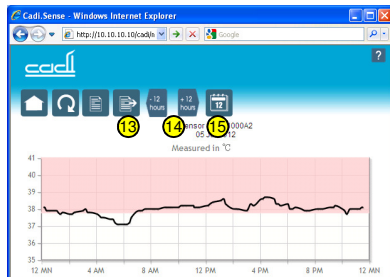 Cadi.Sense - Windows Internet Explorer
http://10.10.10.10/cadi/n
Google
cadi
?
- 12 hours
+ 12 hours
12
13
14
15
05 J
12
Measured in °C
41
40
39
38
37
36
35
12 MN
4 AM
8 AM
12 PM
4 PM
8 PM
12 MN